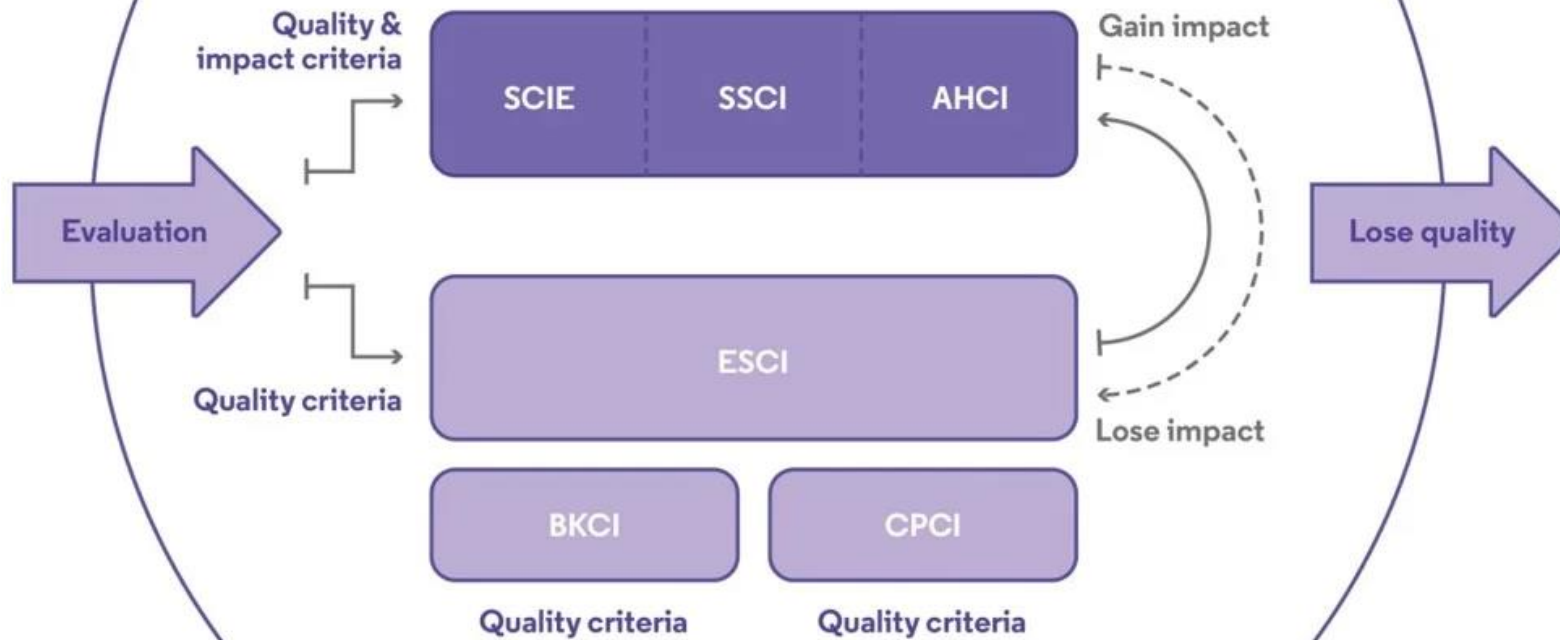 Quality &
impact criteria
SCIE
SSCI
AHCI
Gain impact
Evaluation
Lose quality
ESCI
Quality criteria
Lose impact
BKCI
CPCI
Quality criteria
Quality criteria